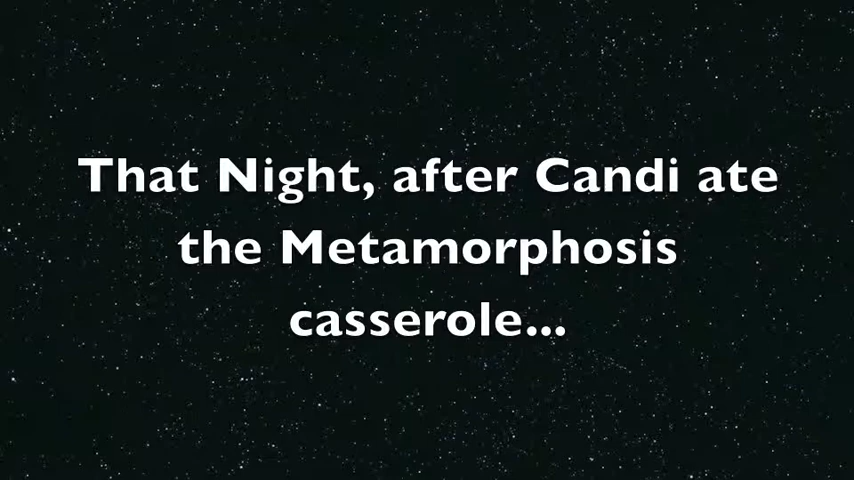 That Night, after Candi ate
the Metamorphosis
casserole...